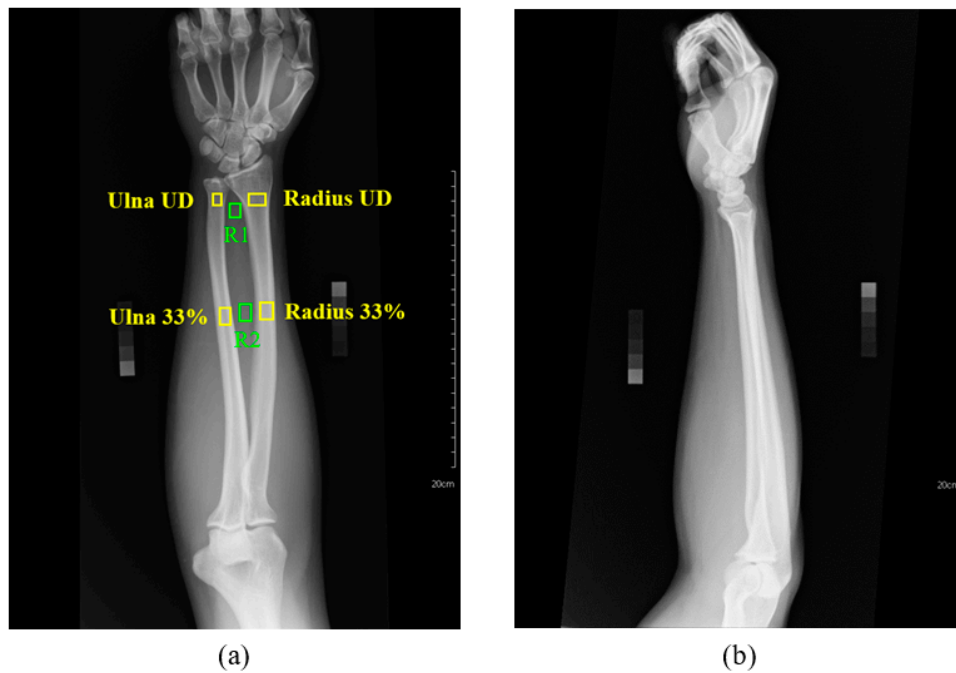 Ulna UD
Radius UD
R1
Ulna 33%
Radius 33%
R2
20cm
20cm
(a)
(b)